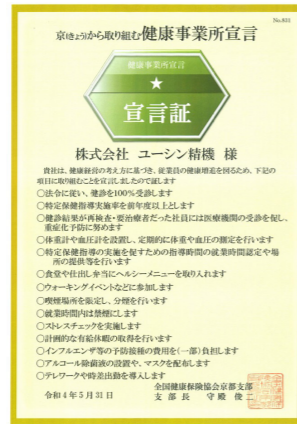 No.801
京(きょう)から取り組む健康事業所宣言
健康事業所宣言
宣言証
株式会社 ユーシン精機 様
貴社は、健康経営の考え方に基づき、従業員の健康増進を図るため、下記の
項目に取り組むことを宣言しましたので証します
〇法令に従い、健診を100%受診します
〇特定保健指導実施率を前年度以上とします
〇健診結果が再検査・要治療者だった社員には医療機関の受診を促し、
重症化予防に努めます
〇体重計や血圧計を設置し、定期的に体重や血圧の測定を行います
〇特定保健指導の実施を促すための指導時間の就業時間認定や場
所の提供等を行います
〇食堂や仕出し弁当にヘルシーメニューを取り入れます
〇ウォーキングイベントなどに参加します
〇喫煙場所を限定し、分煙を行います
〇就業時間内は禁煙にします
〇ストレスチェックを実施します
〇計画的な有給休暇の取得を行います
〇インフルエンザ等の予防接種の費用を(一部)負担します
〇アルコール除菌液の設置や、マスクを配布します
〇テレワークや時差出勤を導入します
全国健康保険協会京都支部
令和4年5月31日 支部長 守殿 俊二